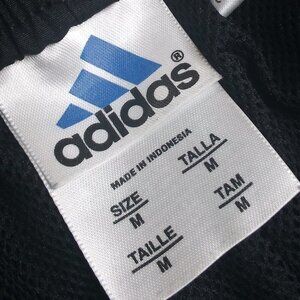 adidas®
MADE IN INDONESIA
SIZE
M
TALLA
M
TAILLE
M
TAM
M